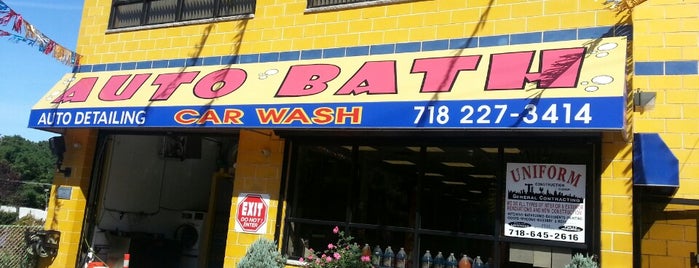 AUTO BATH
AUTO DETAILING CAR WASH 718 227-3414
EXIT
DO NOT
ENTER
UNIFORM
CONSTRUCTION
GENERAL CONTRACTING
718-645-2616